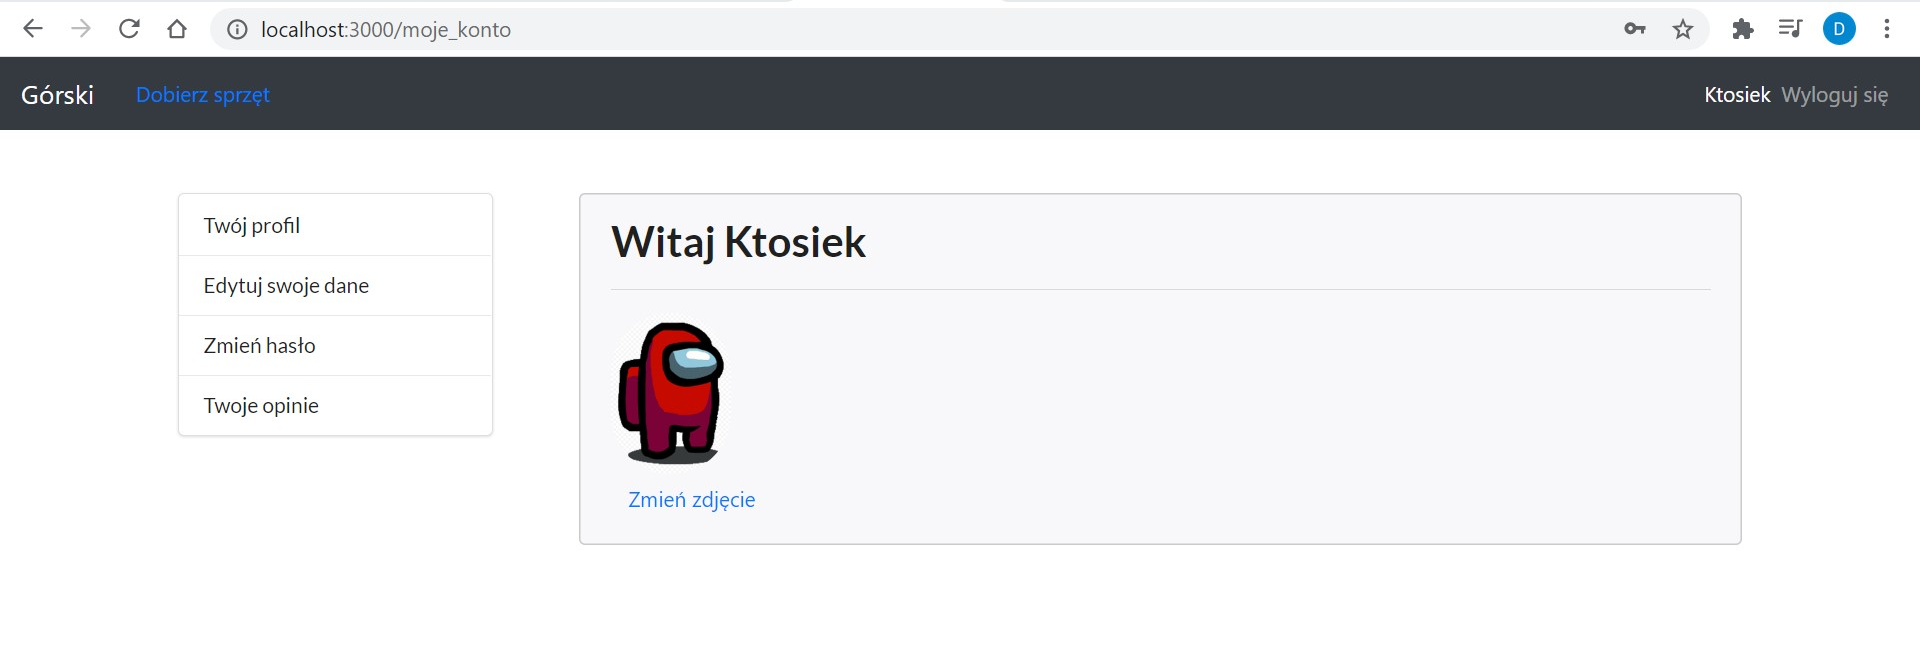 localhost:3000/moje_konto
D
Górski Dobierz sprzęt Ktosiek Wyloguj się
Twój profil
Edytuj swoje dane
Zmień hasło
Twoje opinie
Witaj Ktosiek
Zmień zdjęcie